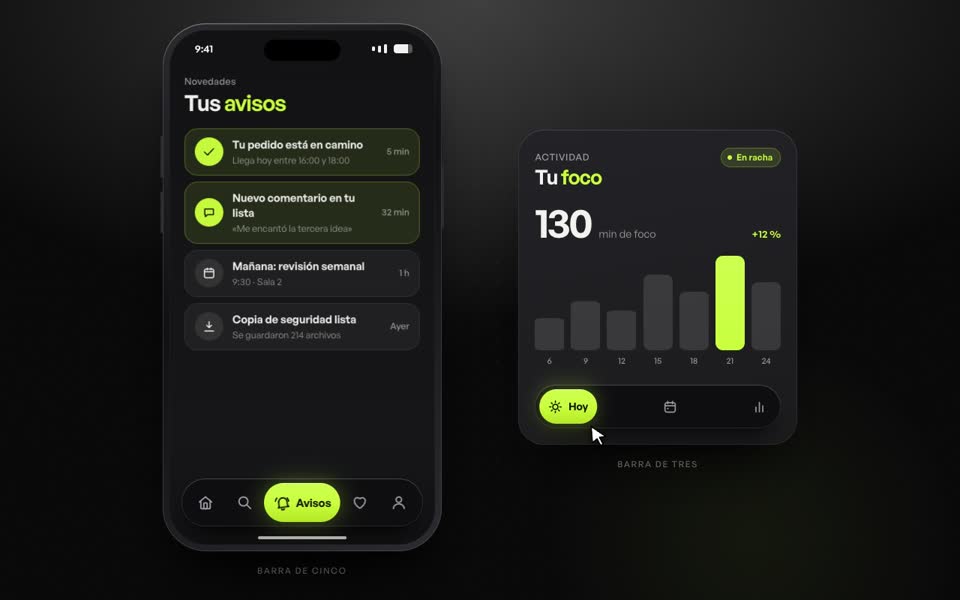 9:41
Novedades
Tus avisos
Tu pedido está en camino
Llega hoy entre 16:00 y 18:00
5 min
Nuevo comentario en tu
lista
«Me encantó la tercera idea»
32 min
Mañana: revisión semanal
9:30 · Sala 2
1 h
Copia de seguridad lista
Se guardaron 214 archivos
Ayer
Avisos
BARRA DE CINCO
ACTIVIDAD
En racha
Tu foco
130 min de foco
+12 %
6 9 12 15 18 21 24
Hoy
BARRA DE TRES